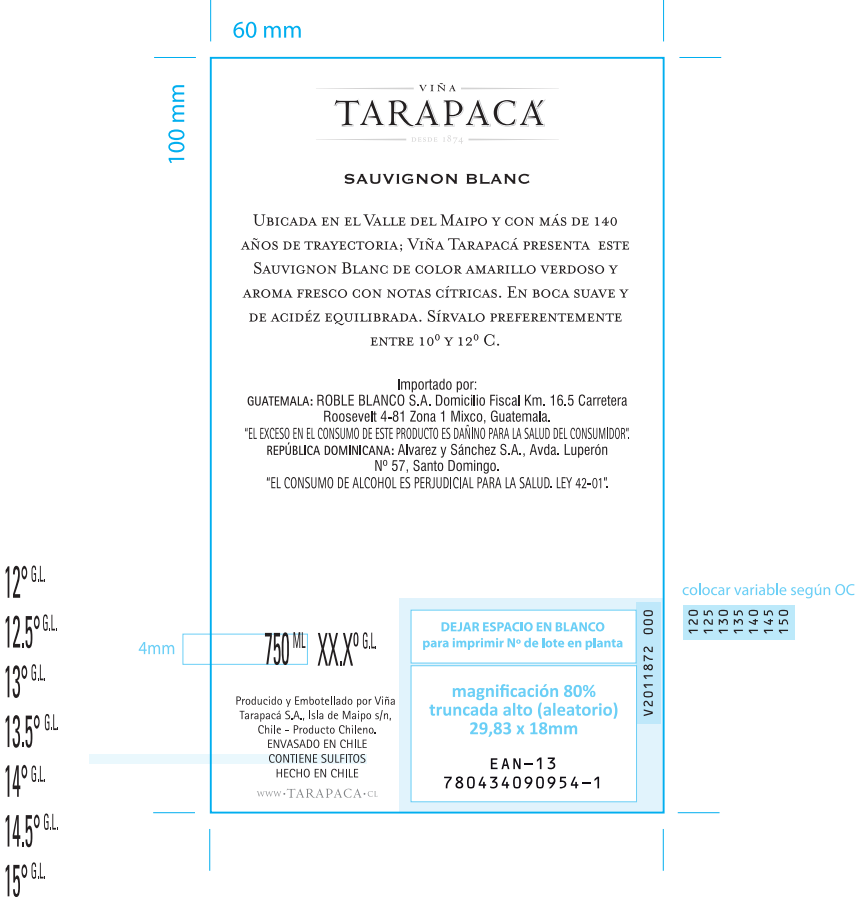 60 mm
100 mm
VIÑA
TARAPACÁ
DESDE 1874
SAUVIGNON BLANC
UBICADA EN EL VALLE DEL MAIPO Y CON MÁS DE 140
AÑOS DE TRAYECTORIA; VIÑA TARAPACÁ PRESENTA ESTE
SAUVIGNON BLANC DE COLOR AMARILLO VERDOSO Y
AROMA FRESCO CON NOTAS CÍTRICAS. EN BOCA SUAVE Y
DE ACIDÉZ EQUILIBRADA. SÍRVALO PREFERENTEMENTE
ENTRE 10º Y 12º C.
Importado por:
GUATEMALA: ROBLE BLANCO S.A. Domicilio Fiscal Km. 16.5 Carretera
Roosevelt 4-81 Zona 1 Mixco, Guatemala.
"EL EXCESO EN EL CONSUMO DE ESTE PRODUCTO ES DAÑINO PARA LA SALUD DEL CONSUMIDOR".
REPÚBLICA DOMINICANA: Alvarez y Sánchez S.A., Avda. Luperón
Nº 57, Santo Domingo.
"EL CONSUMO DE ALCOHOL ES PERJUDICIAL PARA LA SALUD. LEY 42-01".
12º G.L.
12.5º G.L.
13º G.L.
13.5º G.L.
14º G.L.
14.5º G.L.
15º G.L.
4mm
750 ML XX.Xº G.L.
Producido y Embotellado por Viña
Tarapacá S.A., Isla de Maipo s/n,
Chile - Producto Chileno.
ENVASADO EN CHILE
CONTIENE SULFITOS
HECHO EN CHILE
WWW·TARAPACA·CL
DEJAR ESPACIO EN BLANCO
para imprimir Nº de lote en planta
magnificación 80%
truncada alto (aleatorio)
29,83 x 18mm
EAN-13
780434090954-1
V2011872 000
colocar variable según OC
120
125
130
135
140
145
150